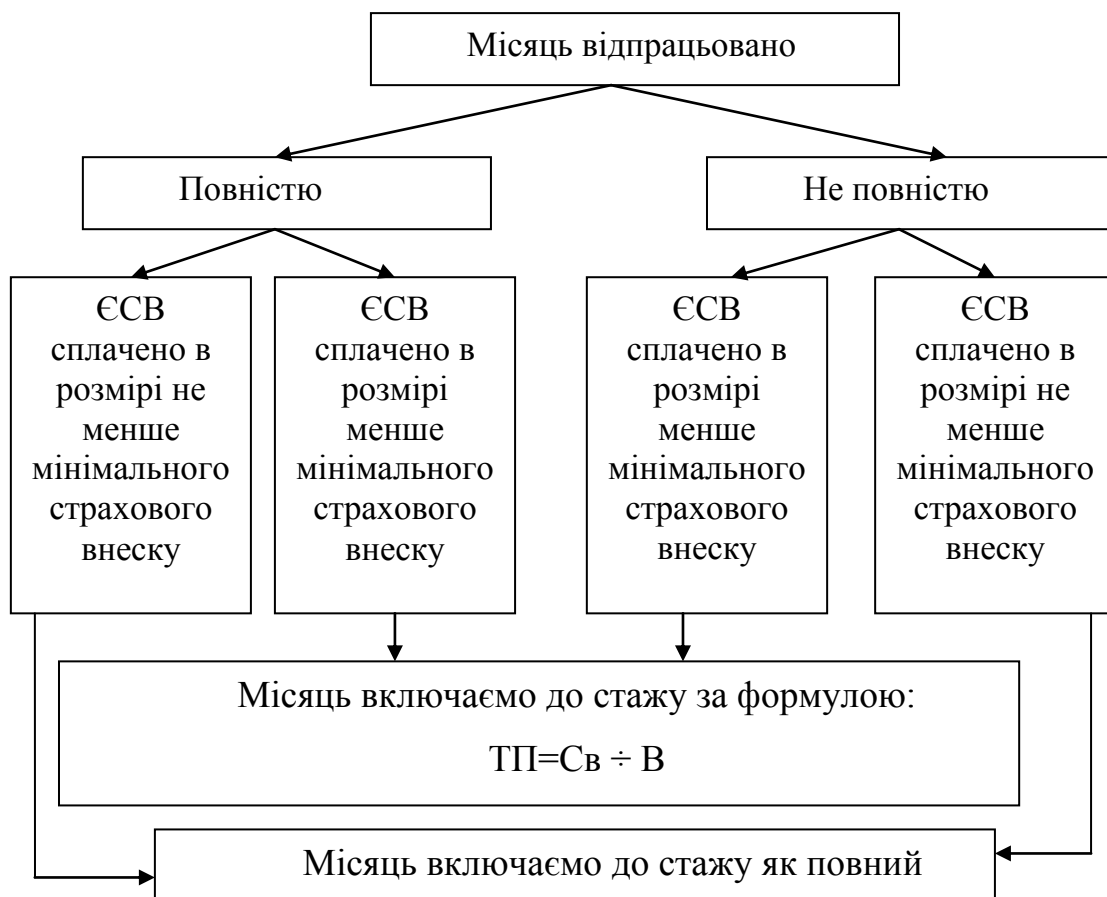 Місяць відпрацьовано
Повністю
Не повністю
ЄСВ
сплачено в
розмірі не
менше
мінімального
страхового
внеску
ЄСВ
сплачено в
розмірі
менше
мінімального
страхового
внеску
ЄСВ
сплачено в
розмірі
менше
мінімального
страхового
внеску
ЄСВ
сплачено в
розмірі не
менше
мінімального
страхового
внеску
Місяць включаємо до стажу за формулою:
ТП=Св ÷ В
Місяць включаємо до стажу як повний